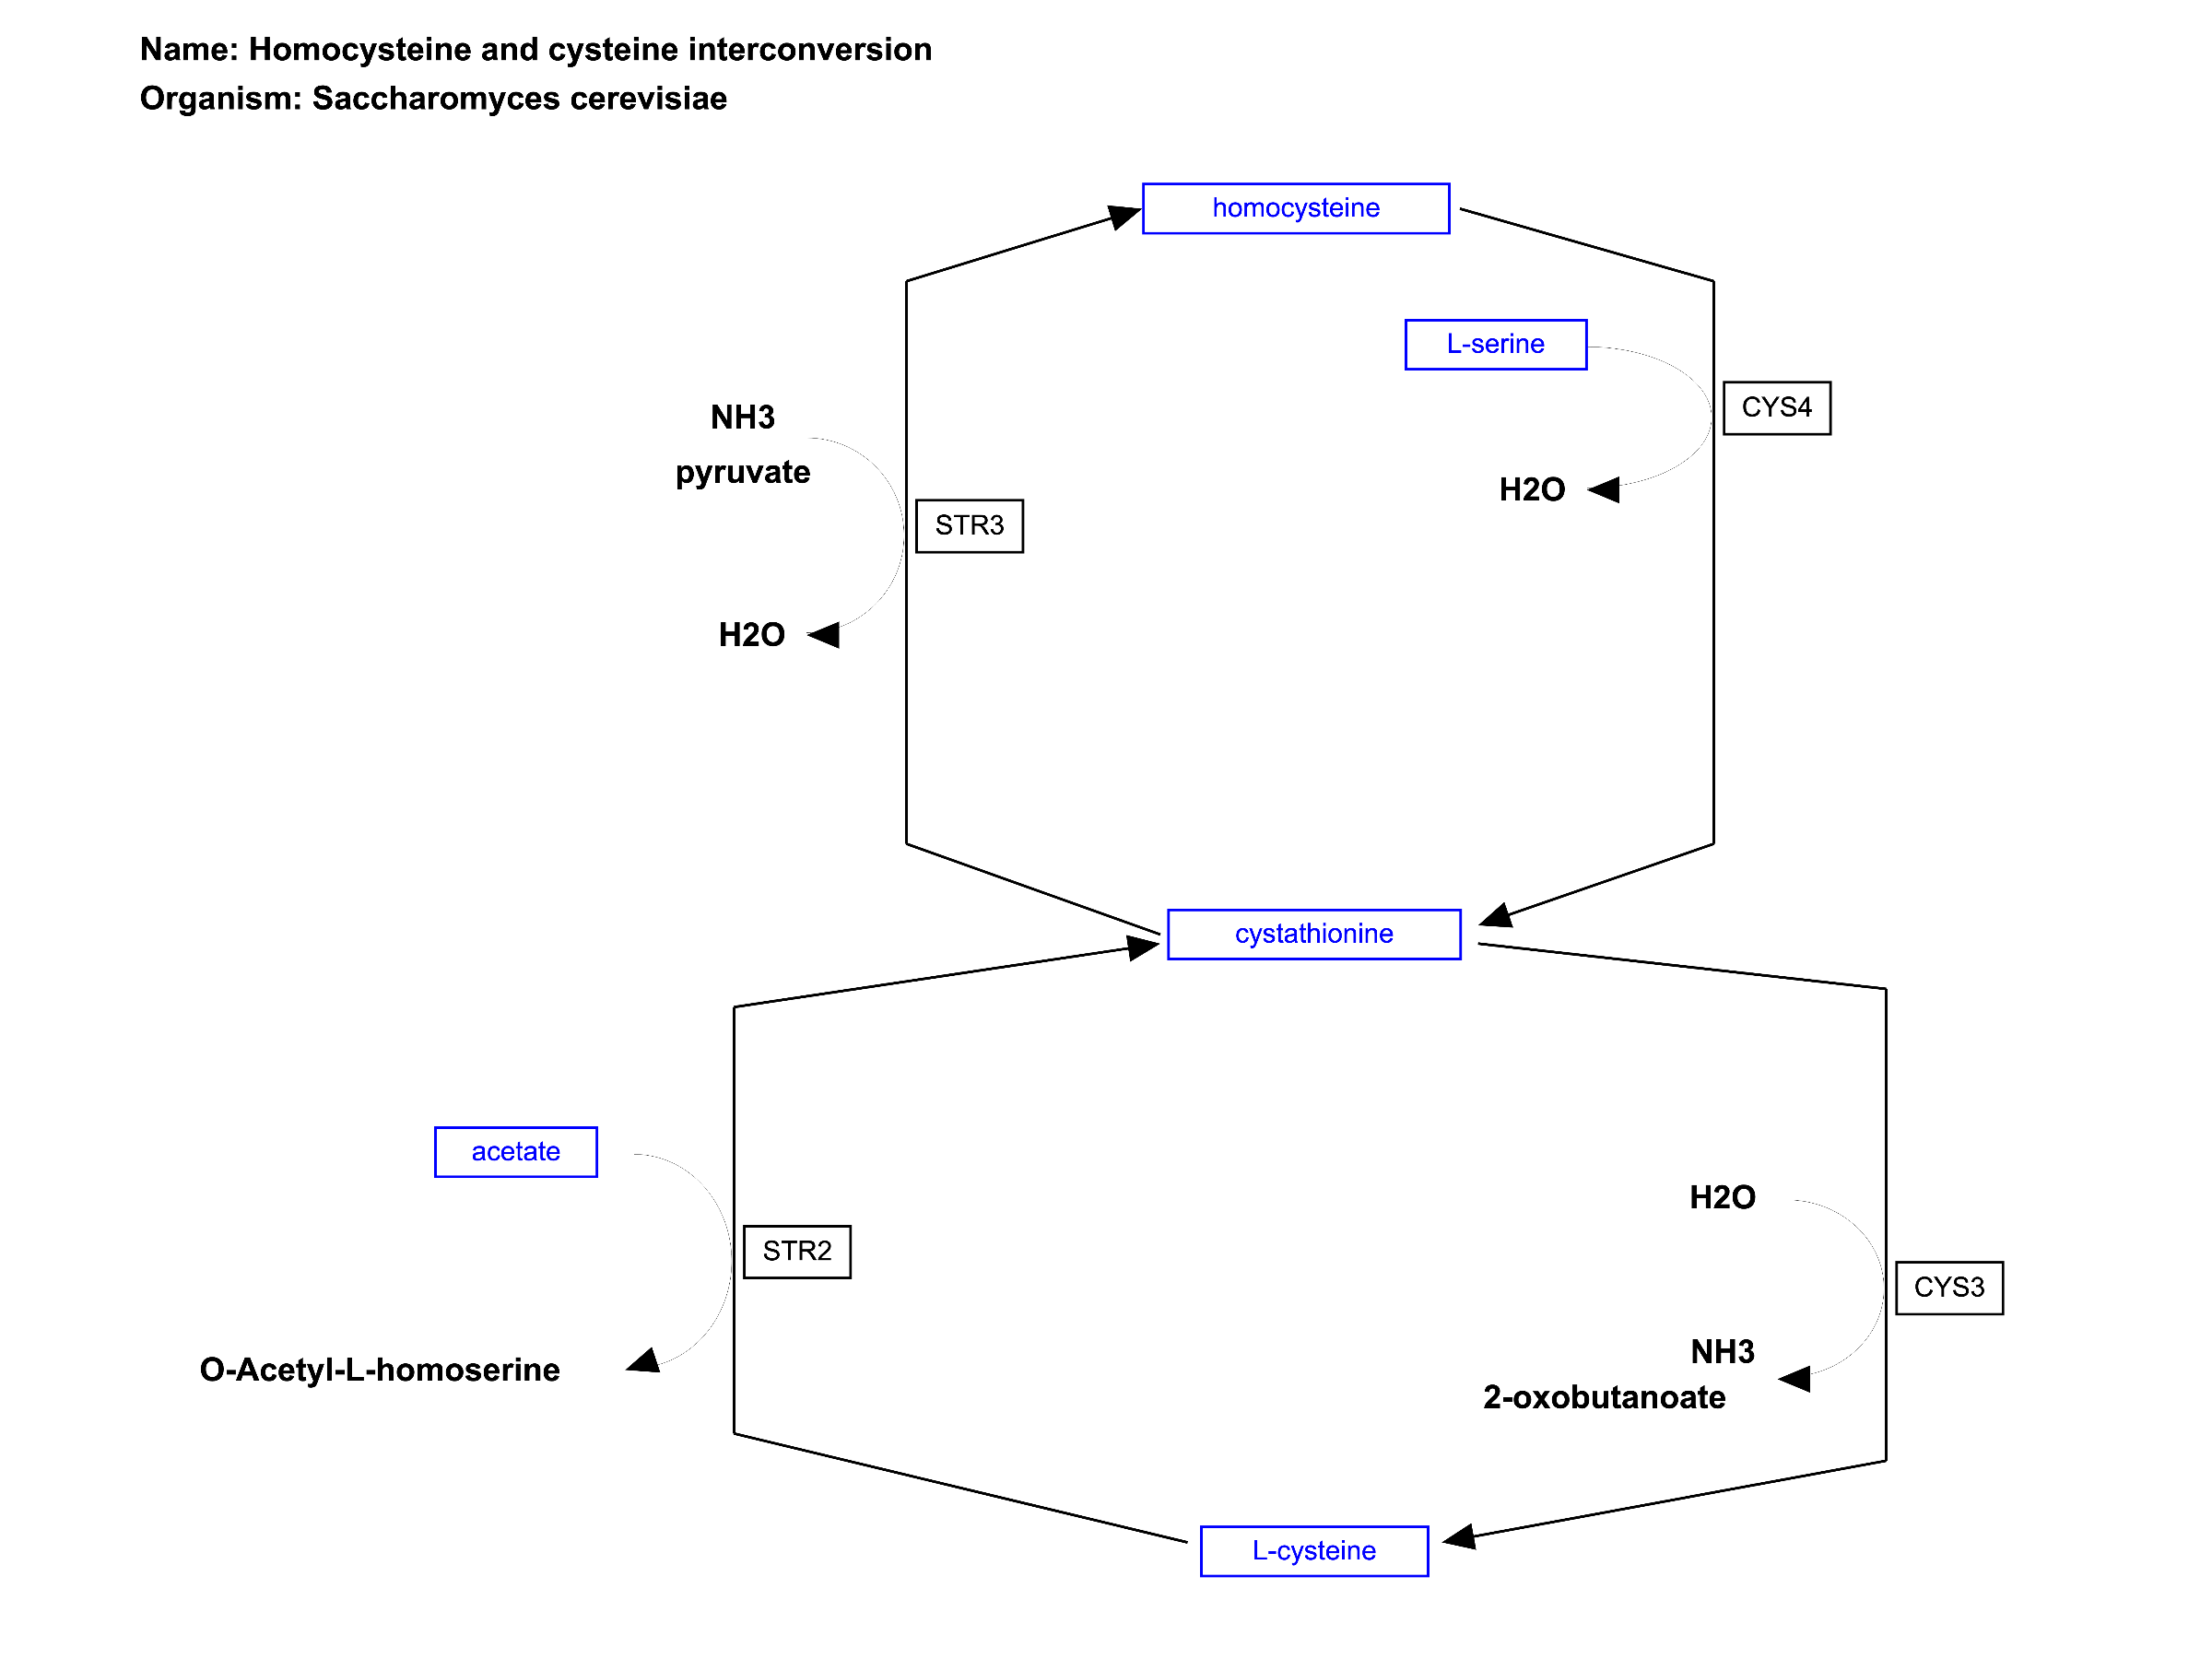 Name: Homocysteine and cysteine interconversion
Organism: Saccharomyces cerevisiae
homocysteine
L-serine
CYS4
NH3
pyruvate
H2O
STR3
H2O
cystathionine
acetate
H2O
STR2
CYS3
NH3
O-Acetyl-L-homoserine
2-oxobutanoate
L-cysteine